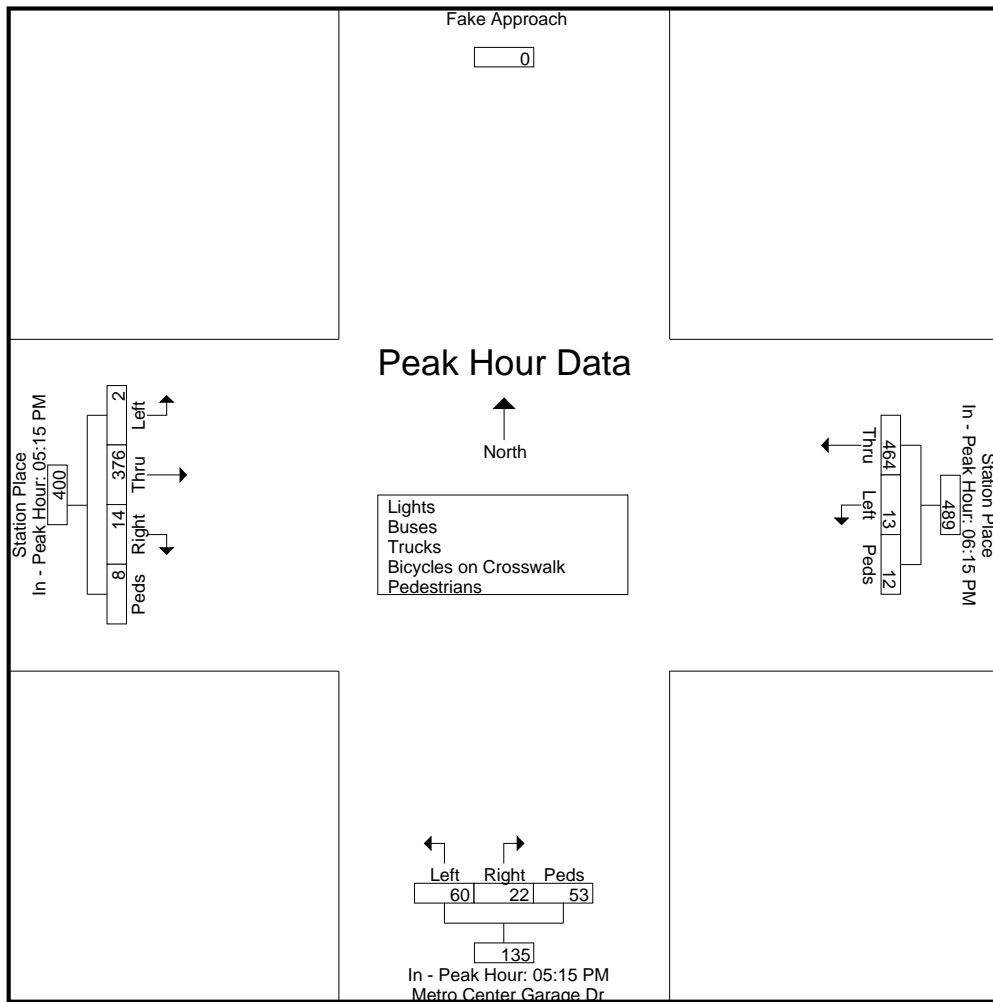 Fake Approach
0
Peak Hour Data
North
Lights
Buses
Trucks
Bicycles on Crosswalk
Pedestrians
Station Place
In - Peak Hour: 05:15 PM
400
2
376
14
8
Left
Thru
Right
Peds
Station Place
In - Peak Hour: 06:15 PM
489
464
13
12
Thru
Left
Peds
Left Right Peds
60 22 53
135
In - Peak Hour: 05:15 PM
Metro Center Garage Dr